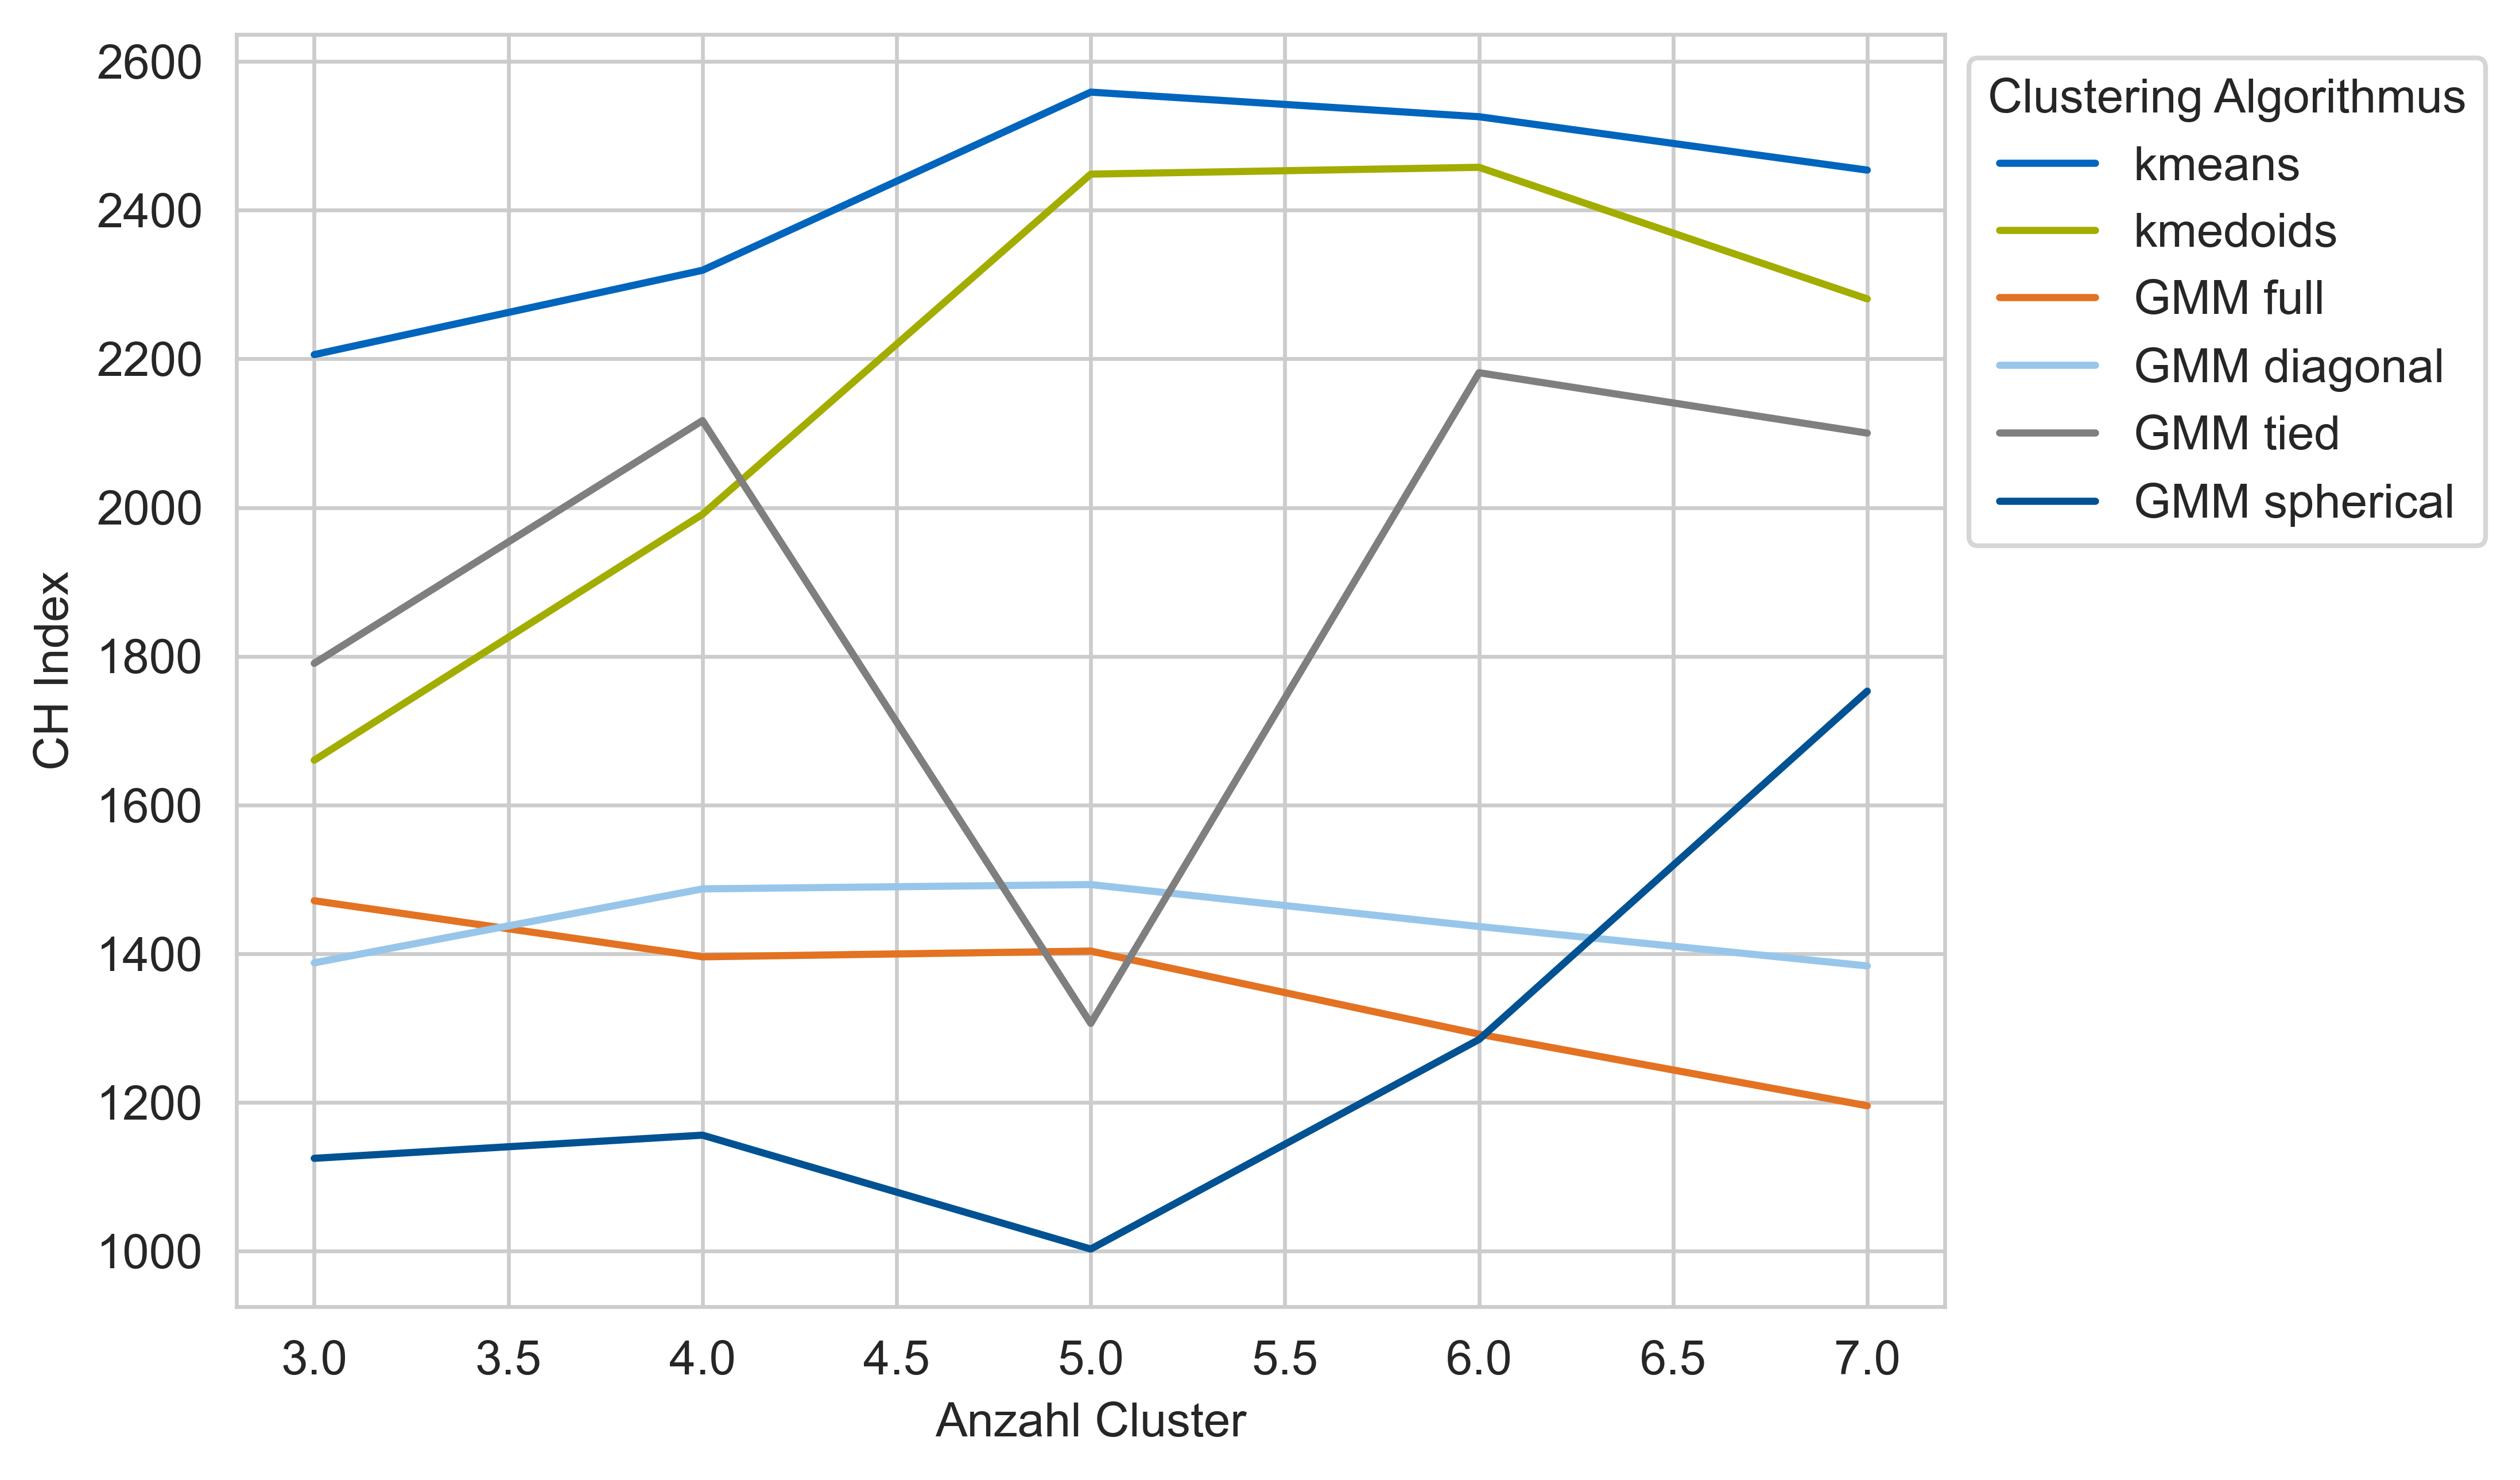 2600
2400
2200
2000
1800
1600
1400
1200
1000
CH Index
3.0 3.5 4.0 4.5 5.0 5.5 6.0 6.5 7.0
Anzahl Cluster
Clustering Algorithmus
kmeans
kmedoids
GMM full
GMM diagonal
GMM tied
GMM spherical